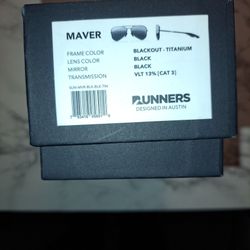 MAVER
FRAME COLOR BLACKOUT - TITANIUM
LENS COLOR BLACK
MIRROR BLACK
TRANSMISSION VLT 13% [CAT 3]
RUNNERS
DESIGNED IN AUSTIN